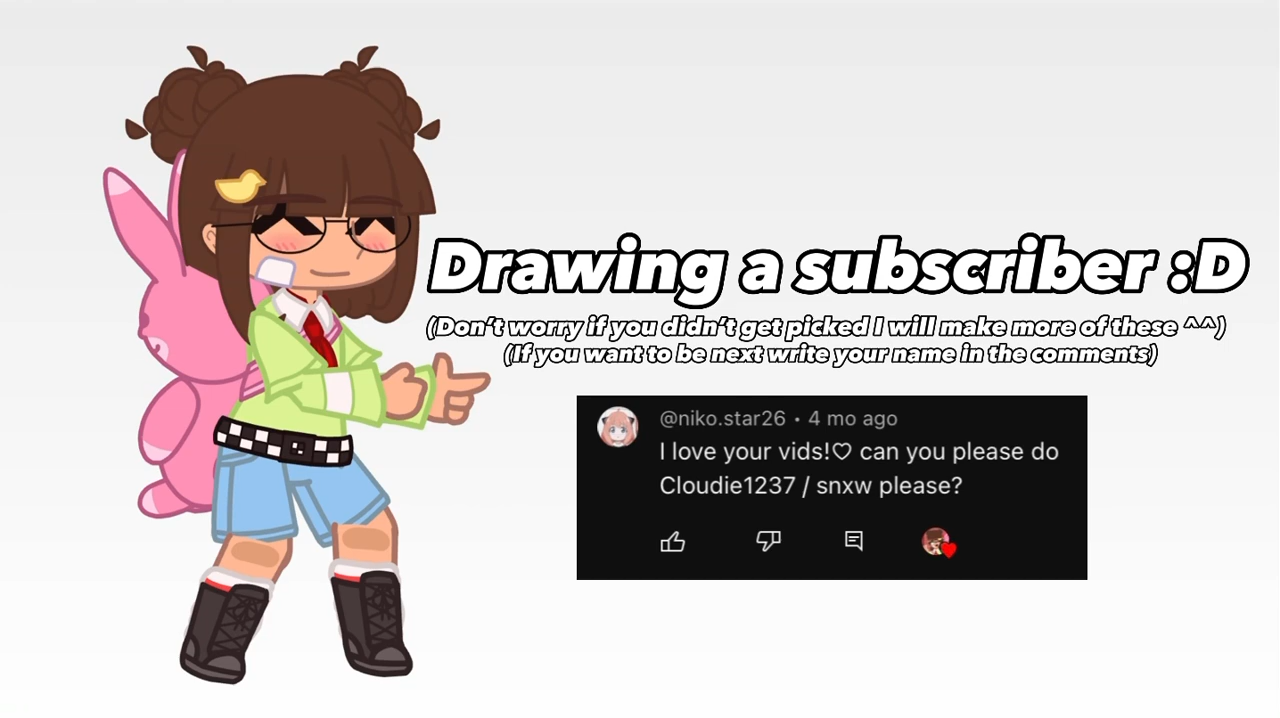 Drawing a subscriber :D
(Don't worry if you didn't get picked I will make more of these ^^)
(If you want to be next write your name in the comments)
@niko.star26 · 4 mo ago
I love your vids!♡ can you please do
Cloudie1237 / snxw please?